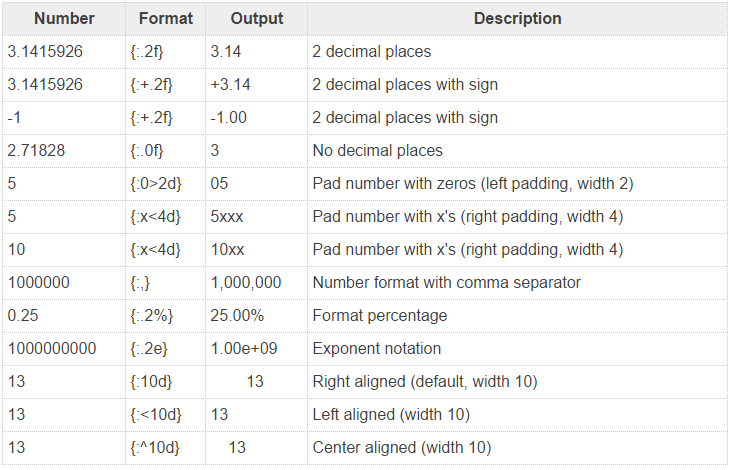 Number Format Output Description
3.1415926 {:.2f} 3.14 2 decimal places
3.1415926 {:+.2f} +3.14 2 decimal places with sign
-1 {:+.2f} -1.00 2 decimal places with sign
2.71828 {:.0f} 3 No decimal places
5 {:0>2d} 05 Pad number with zeros (left padding, width 2)
5 {:x<4d} 5xxx Pad number with x's (right padding, width 4)
10 {:x<4d} 10xx Pad number with x's (right padding, width 4)
1000000 {:,} 1,000,000 Number format with comma separator
0.25 {:.2%} 25.00% Format percentage
1000000000 {:.2e} 1.00e+09 Exponent notation
13 {:10d} 13 Right aligned (default, width 10)
13 {:<10d} 13 Left aligned (width 10)
13 {:^10d} 13 Center aligned (width 10)